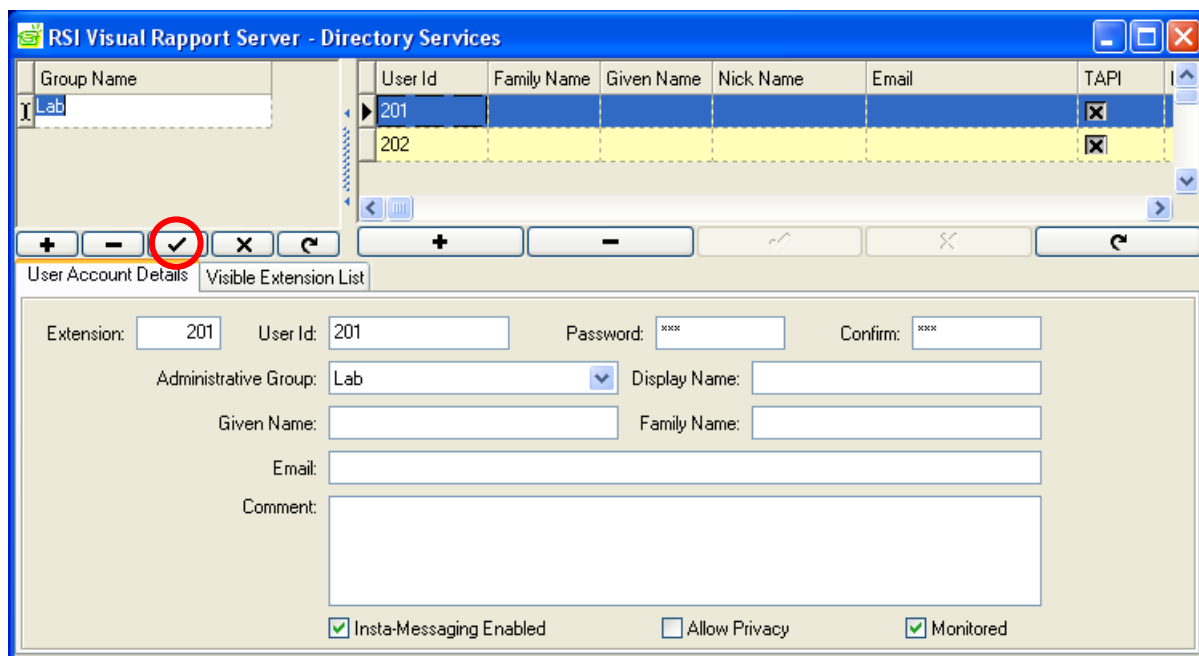 RSI Visual Rapport Server - Directory Services
Group Name
Lab
User Id Family Name Given Name Nick Name Email TAPI
201
202
User Account Details Visible Extension List
Extension: 201 User Id: 201 Password: *** Confirm: ***
Administrative Group: Lab Display Name:
Given Name: Family Name:
Email:
Comment:
Insta-Messaging Enabled Allow Privacy Monitored